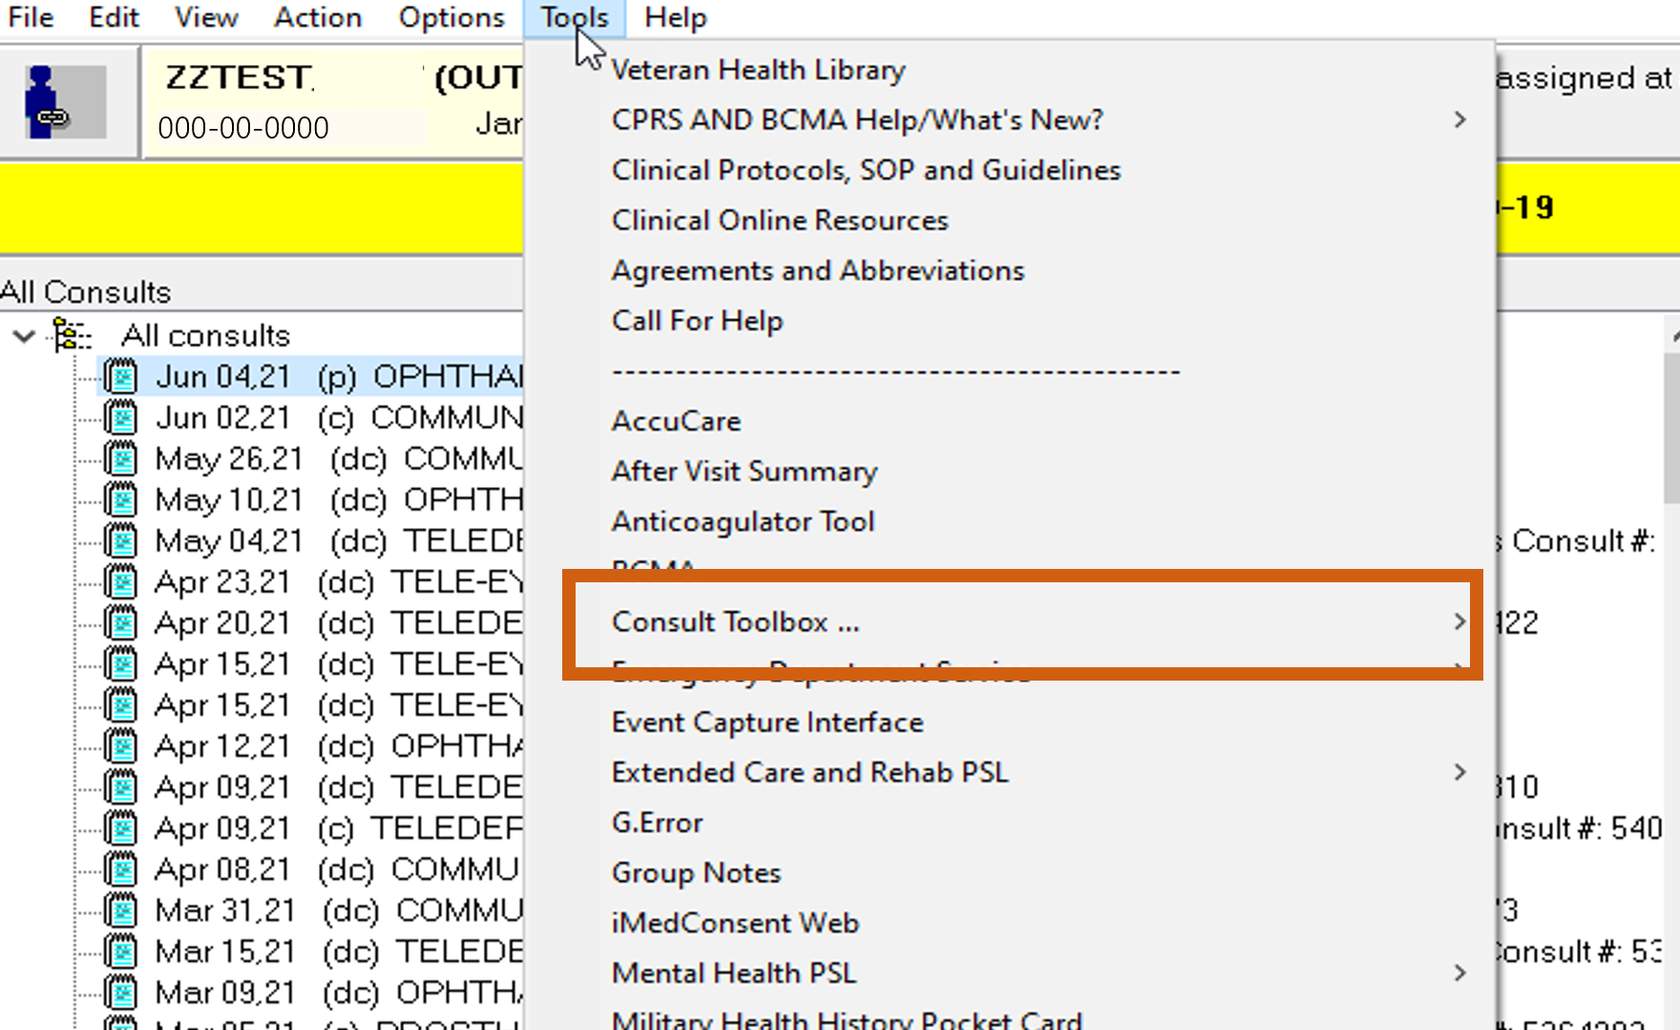 File Edit View Action Options Tools Help
ZZTEST. (OUT
assigned at
000-00-0000 Jan
-19
All Consults
All consults
Jun 04,21 (p) OPHTHAL
Jun 02,21 (c) COMMUN
May 26,21 (dc) COMMU
May 10,21 (dc) OPHTH
May 04,21 (dc) TELEDE
Apr 23,21 (dc) TELE-EY
Apr 20,21 (dc) TELEDE
Apr 15,21 (dc) TELE-EY
Apr 15,21 (dc) TELE-EY
Apr 12,21 (dc) OPHTHA
Apr 09,21 (dc) TELEDE
Apr 09,21 (c) TELEDEF
Apr 08,21 (dc) COMMU
Mar 31,21 (dc) COMMU
Mar 15,21 (dc) TELEDE
Mar 09,21 (dc) OPHTHA
Veteran Health Library
CPRS AND BCMA Help/What's New?
Clinical Protocols, SOP and Guidelines
Clinical Online Resources
Agreements and Abbreviations
Call For Help
--------------------------------------------
AccuCare
After Visit Summary
Anticoagulator Tool
BCMA
Consult Toolbox ...
Emergency Department Service
Event Capture Interface
Extended Care and Rehab PSL
G.Error
Group Notes
iMedConsent Web
Mental Health PSL
Military Health History Pocket Card
s Consult #:
422
310
nsult #: 540
3
Consult #: 53